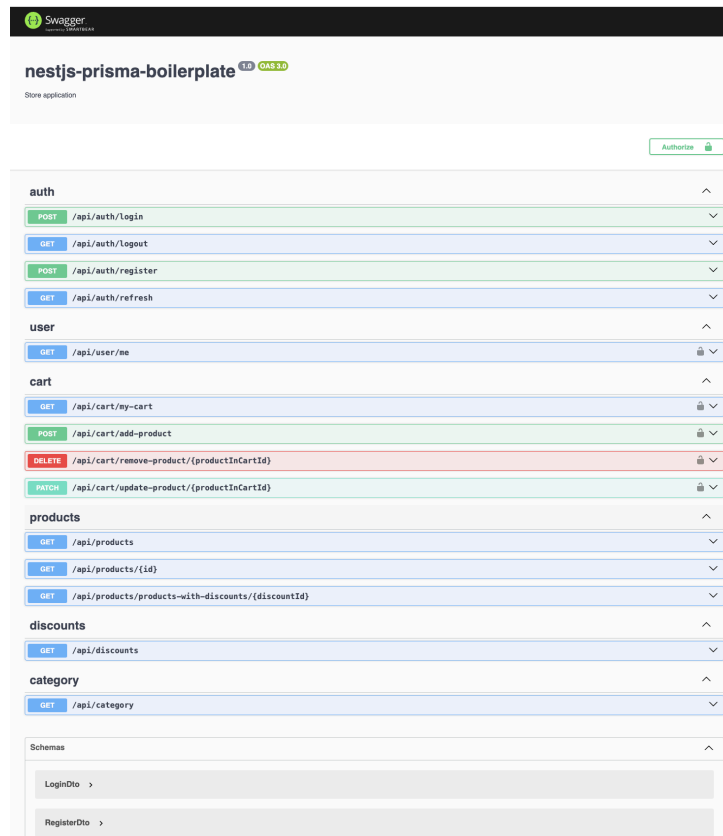 Swagger
Supported by SMARTBEAR
nestjs-prisma-boilerplate 1.0 OAS 3.0
Store application
Authorize
auth
POST /api/auth/login
GET /api/auth/logout
POST /api/auth/register
GET /api/auth/refresh
user
GET /api/user/me
cart
GET /api/cart/my-cart
POST /api/cart/add-product
DELETE /api/cart/remove-product/{productInCartId}
PATCH /api/cart/update-product/{productInCartId}
products
GET /api/products
GET /api/products/{id}
GET /api/products/products-with-discounts/{discountId}
discounts
GET /api/discounts
category
GET /api/category
Schemas
LoginDto
RegisterDto